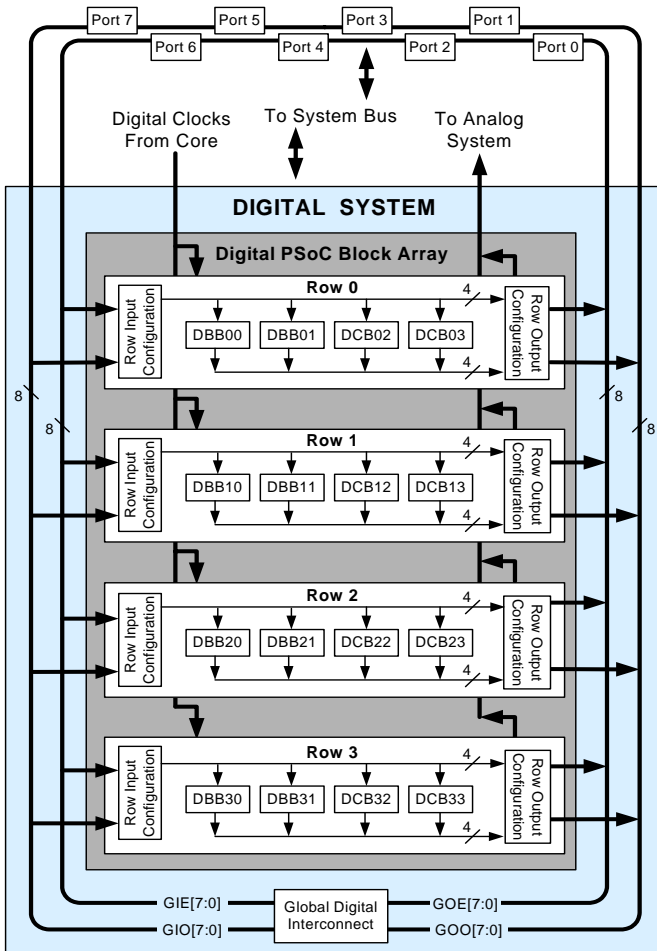 Port 7
Port 5
Port 3
Port 1
Port 6
Port 4
Port 2
Port 0
Digital Clocks
From Core
To System Bus
To Analog
System
DIGITAL SYSTEM
Digital PSoC Block Array
Row 0
4
Row Input
Configuration
DBB00
DBB01
DCB02
DCB03
4
Row Output
Configuration
8
8
8
8
Row 1
4
Row Input
Configuration
DBB10
DBB11
DCB12
DCB13
4
Row Output
Configuration
Row 2
4
Row Input
Configuration
DBB20
DBB21
DCB22
DCB23
4
Row Output
Configuration
Row 3
4
Row Input
Configuration
DBB30
DBB31
DCB32
DCB33
4
Row Output
Configuration
GIE[7:0]
GIO[7:0]
Global Digital
Interconnect
GOE[7:0]
GOO[7:0]